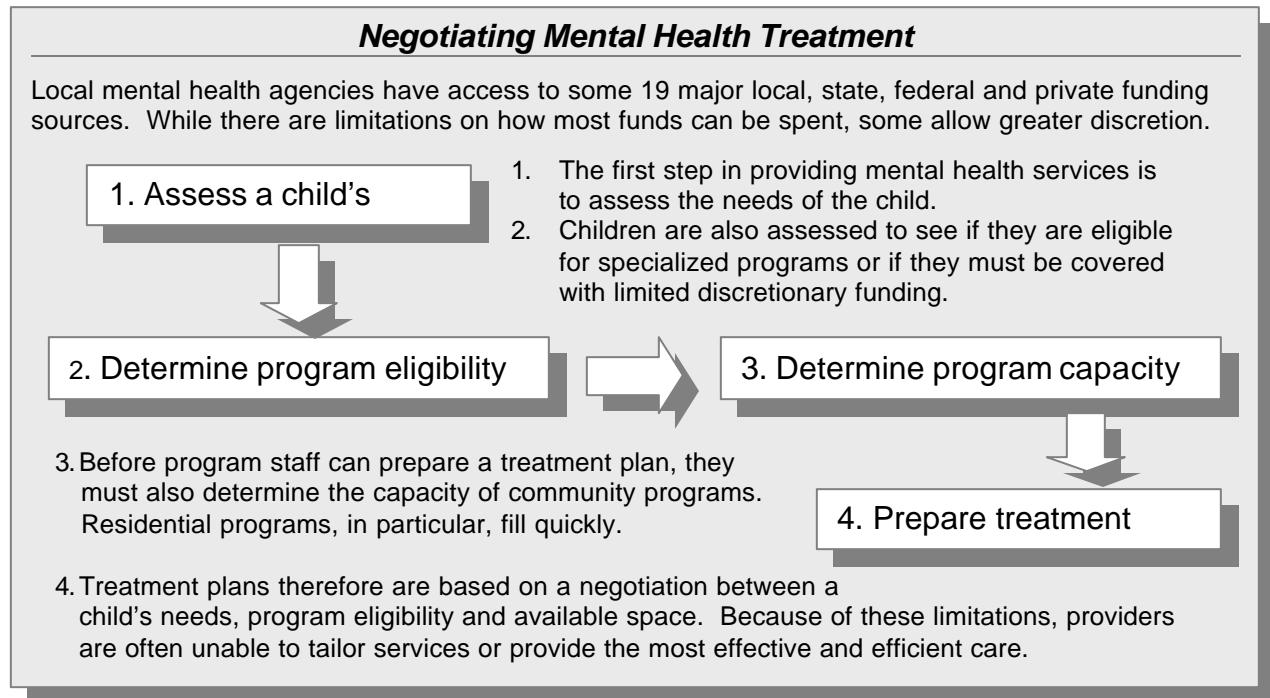 Negotiating Mental Health Treatment
Local mental health agencies have access to some 19 major local, state, federal and private funding
sources.  While there are limitations on how most funds can be spent, some allow greater discretion.
1. Assess a child's
1. The first step in providing mental health services is
to assess the needs of the child.
2. Children are also assessed to see if they are eligible
for specialized programs or if they must be covered
with limited discretionary funding.
2. Determine program eligibility
3. Determine program capacity
3. Before program staff can prepare a treatment plan, they
must also determine the capacity of community programs.
Residential programs, in particular, fill quickly.
4. Prepare treatment
4. Treatment plans therefore are based on a negotiation between a
child's needs, program eligibility and available space.  Because of these limitations, providers
are often unable to tailor services or provide the most effective and efficient care.